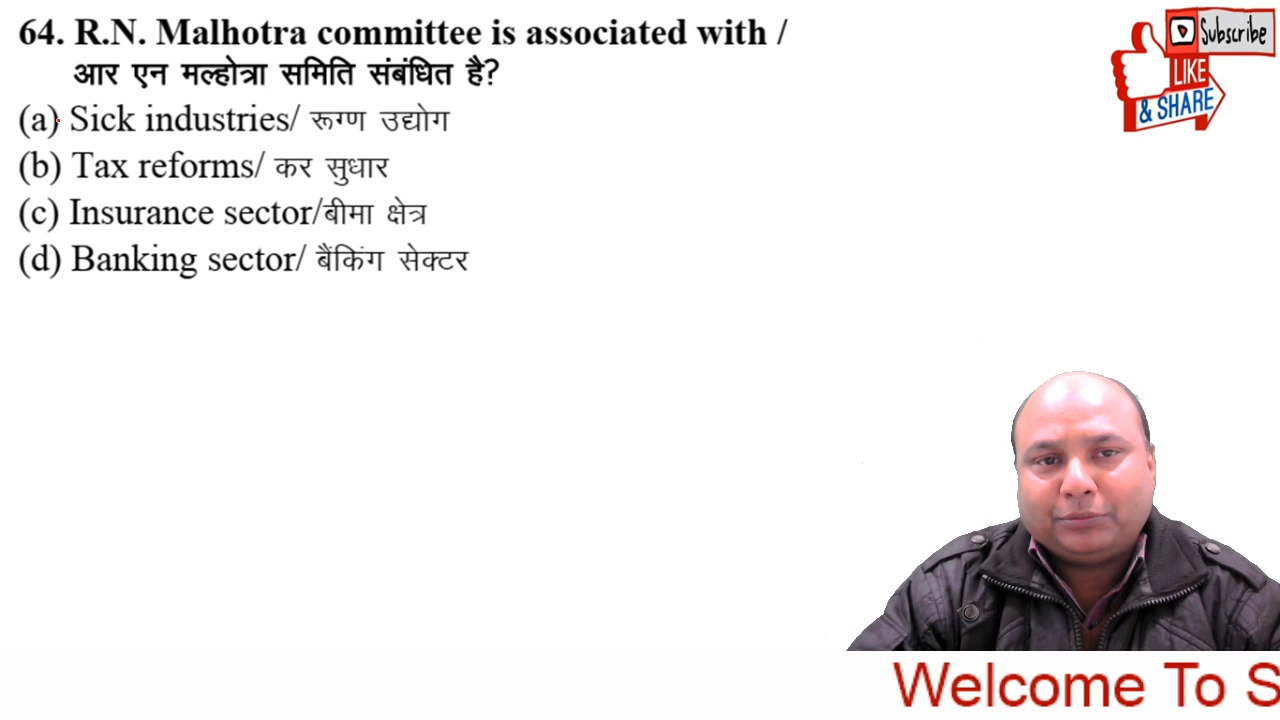 64. R.N. Malhotra committee is associated with /
आर एन मल्होत्रा समिति संबंधित है?
(a) Sick industries/ रूग्ण उद्योग
(b) Tax reforms/ कर सुधार
(c) Insurance sector/बीमा क्षेत्र
(d) Banking sector/ बैंकिंग सेक्टर
Subscribe
LIKE
& SHARE
Welcome To S